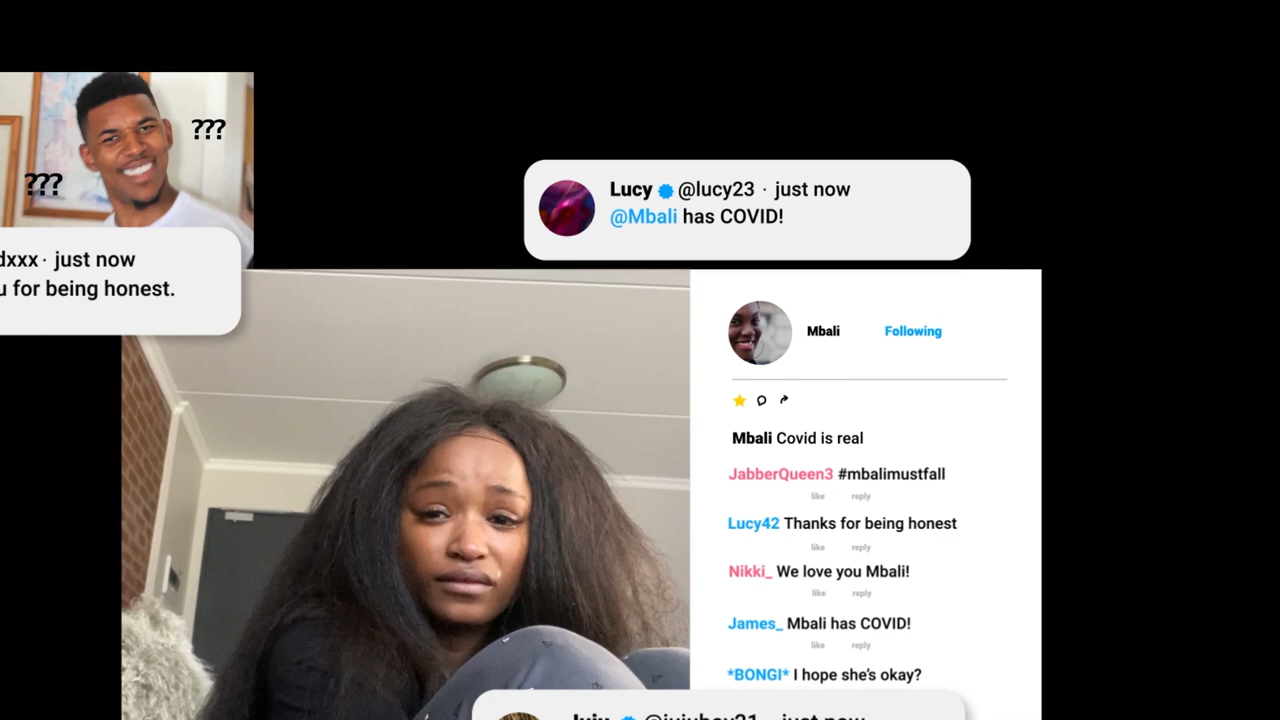 ???
???
dxxx · just now
u for being honest.
Lucy @lucy23 · just now
@Mbali has COVID!
Mbali Following
Mbali Covid is real
JabberQueen3 #mbalimustfall
like reply
Lucy42 Thanks for being honest
like reply
Nikki_ We love you Mbali!
like reply
James_ Mbali has COVID!
like reply
*BONGI* I hope she's okay?
just now